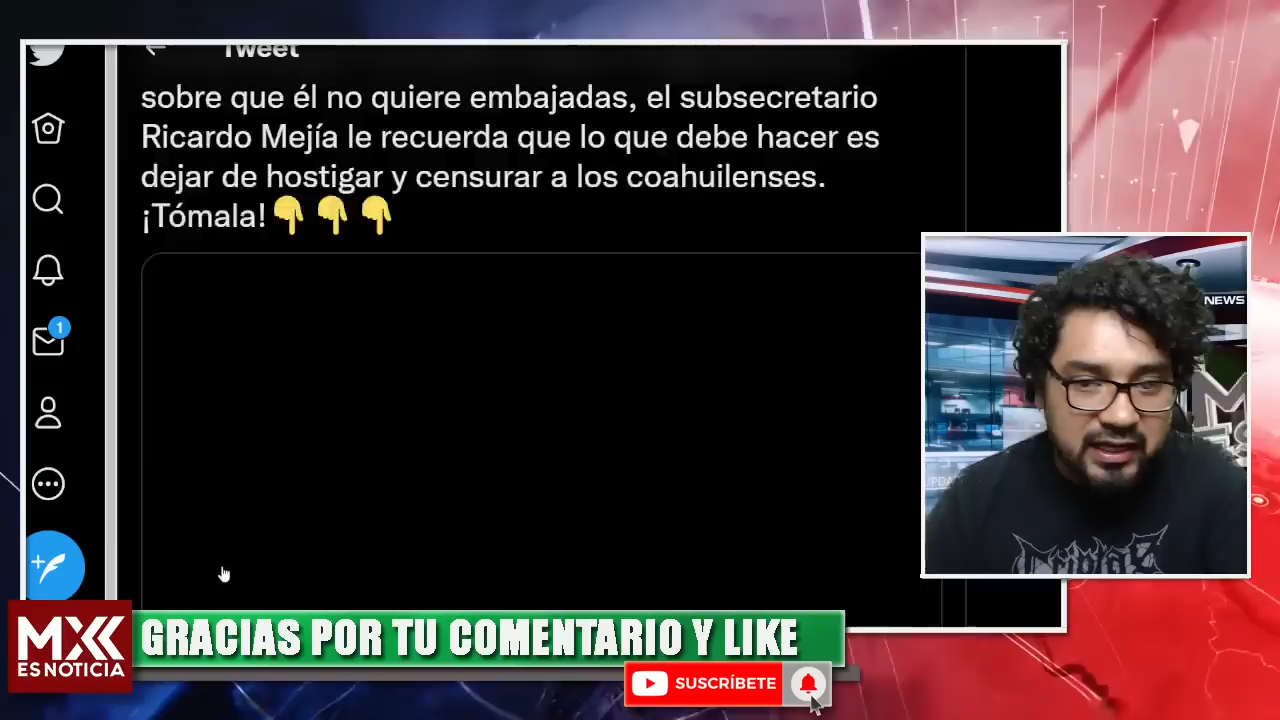 Tweet
sobre que él no quiere embajadas, el subsecretario
Ricardo Mejía le recuerda que lo que debe hacer es
dejar de hostigar y censurar a los coahuilenses.
¡Tómala!👇👇👇
1
NEWS
MX
ES NOTICIA
GRACIAS POR TU COMENTARIO Y LIKE
SUSCRÍBETE